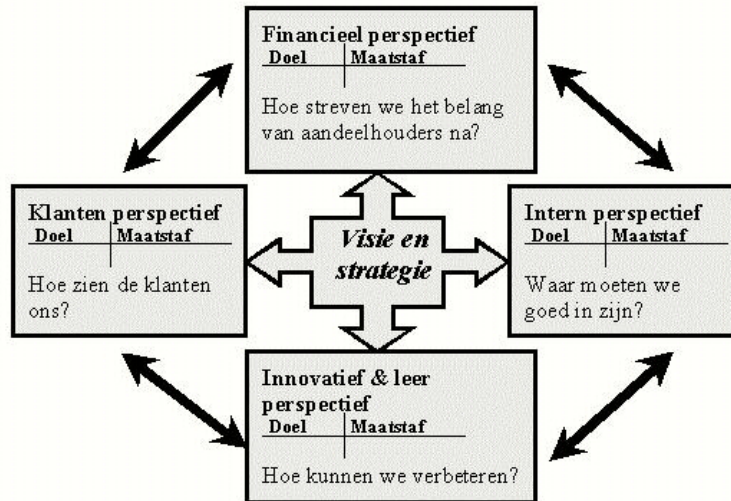 Financieel perspectief
Doel Maatstaf
Hoe streven we het belang
van aandeelhouders na?
Klanten perspectief
Doel Maatstaf
Hoe zien de klanten
ons?
Visie en
strategie
Intern perspectief
Doel Maatstaf
Waar moeten we
goed in zijn?
Innovatief & leer
perspectief
Doel Maatstaf
Hoe kunnen we verbeteren?